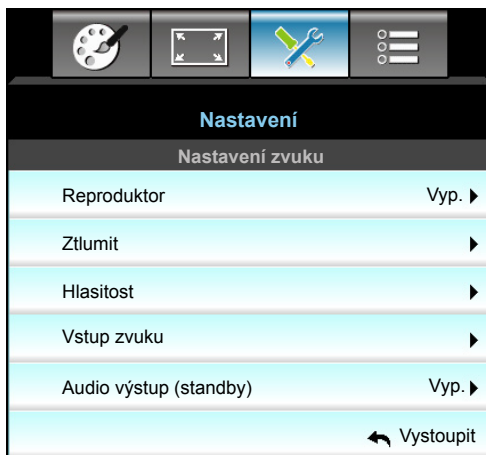 Nastavení
Nastavení zvuku
Reproduktor Vyp.
Ztlumit
Hlasitost
Vstup zvuku
Audio výstup (standby) Vyp.
Vystoupit